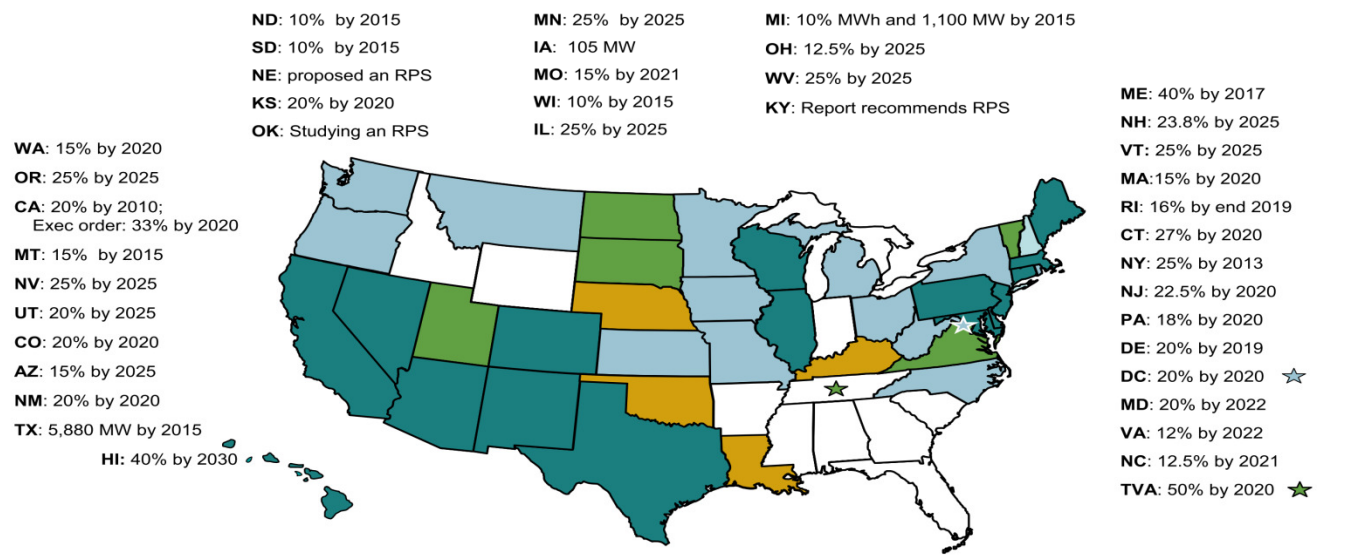 ND: 10% by 2015
SD: 10% by 2015
NE: proposed an RPS
KS: 20% by 2020
OK: Studying an RPS
MN: 25% by 2025
IA: 105 MW
MO: 15% by 2021
WI: 10% by 2015
IL: 25% by 2025
MI: 10% MWh and 1,100 MW by 2015
OH: 12.5% by 2025
WV: 25% by 2025
KY: Report recommends RPS
WA: 15% by 2020
OR: 25% by 2025
CA: 20% by 2010;
Exec order: 33% by 2020
MT: 15% by 2015
NV: 25% by 2025
UT: 20% by 2025
CO: 20% by 2020
AZ: 15% by 2025
NM: 20% by 2020
TX: 5,880 MW by 2015
HI: 40% by 2030
ME: 40% by 2017
NH: 23.8% by 2025
VT: 25% by 2025
MA:15% by 2020
RI: 16% by end 2019
CT: 27% by 2020
NY: 25% by 2013
NJ: 22.5% by 2020
PA: 18% by 2020
DE: 20% by 2019
DC: 20% by 2020
MD: 20% by 2022
VA: 12% by 2022
NC: 12.5% by 2021
TVA: 50% by 2020